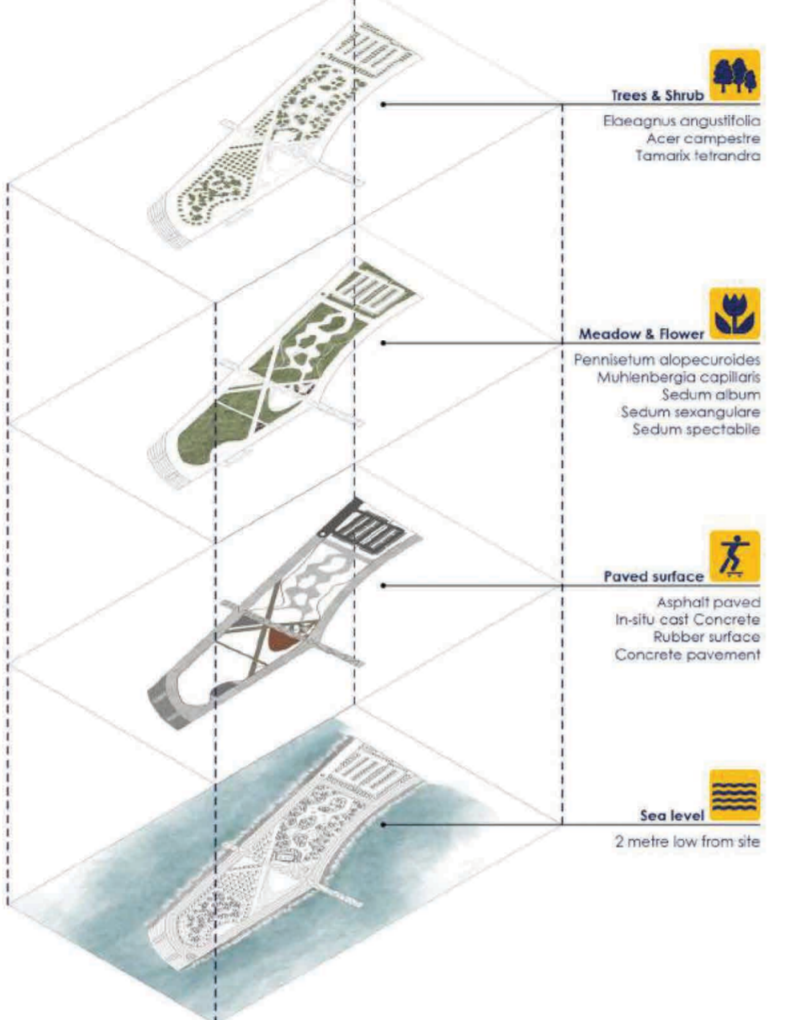 Trees & Shrub
Elaeagnus angustifolia
Acer campestre
Tamarix tetrandra
Meadow & Flower
Pennisetum alopecuroides
Muhlenbergia capillaris
Sedum album
Sedum sexangulare
Sedum spectabile
Paved surface
Asphalt paved
In-situ cast Concrete
Rubber surface
Concrete pavement
Sea level
2 metre low from site